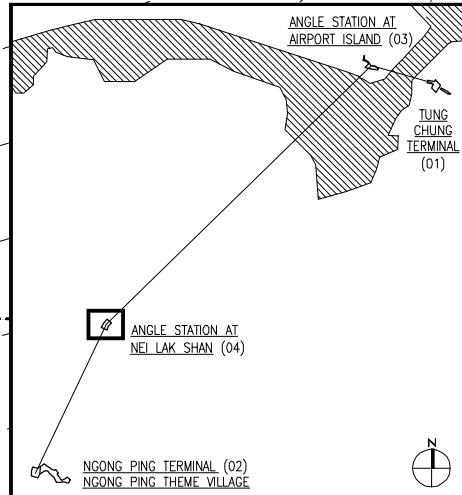 ANGLE STATION AT
AIRPORT ISLAND (03)
TUNG
CHUNG
TERMINAL
(01)
ANGLE STATION AT
NEI LAK SHAN (04)
NGONG PING TERMINAL (02)
NGONG PING THEME VILLAGE
N